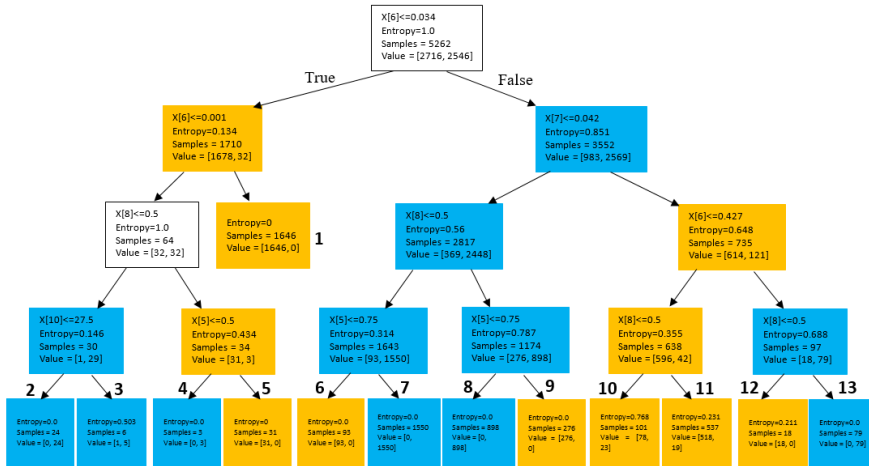 X[6]<=0.034
Entropy=1.0
Samples = 5262
Value = [2716, 2546]
True
False
X[6]<=0.001
Entropy=0.134
Samples = 1710
Value = [1678, 32]
X[7]<=0.042
Entropy=0.851
Samples = 3552
Value = [983, 2569]
X[8]<=0.5
Entropy=1.0
Samples = 64
Value = [32, 32]
Entropy=0
Samples = 1646
Value = [1646, 0]
1
X[8]<=0.5
Entropy=0.56
Samples = 2817
Value = [369, 2448]
X[6]<=0.427
Entropy=0.648
Samples = 735
Value = [614, 121]
X[10]<=27.5
Entropy=0.146
Samples = 30
Value = [1, 29]
X[5]<=0.5
Entropy=0.434
Samples = 34
Value = [31, 3]
X[5]<=0.75
Entropy=0.314
Samples = 1643
Value = [93, 1550]
X[5]<=0.75
Entropy=0.787
Samples = 1174
Value = [276, 898]
X[8]<=0.5
Entropy=0.355
Samples = 638
Value = [596, 42]
X[8]<=0.5
Entropy=0.688
Samples = 97
Value = [18, 79]
2
3
4
5
6
7
8
9
10
11
12
13
Entropy=0.0
Samples = 24
Value = [0, 24]
Entropy=0.503
Samples = 6
Value = [1, 5]
Entropy=0.0
Samples = 3
Value = [0, 3]
Entropy=0
Samples = 31
Value = [31, 0]
Entropy=0.0
Samples = 93
Value = [93, 0]
Entropy=0.0
Samples = 1550
Value = [0,
1550]
Entropy=0.0
Samples = 898
Value = [0,
898]
Entropy=0.0
Samples = 276
Value = [276,
0]
Entropy=0.768
Samples = 101
Value = [78,
23]
Entropy=0.231
Samples = 537
Value = [518,
19]
Entropy=0.211
Samples = 18
Value = [18, 0]
Entropy=0.0
Samples = 79
Value = [0, 79]